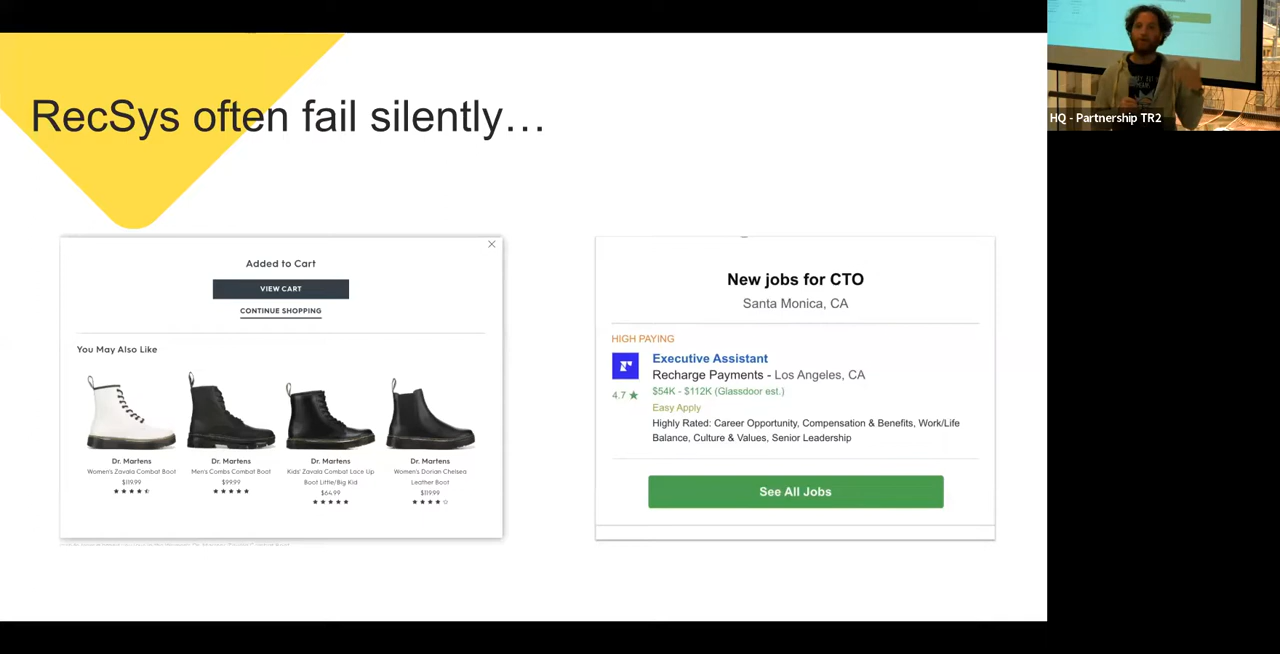 RecSys often fail silently…
Added to Cart
VIEW CART
CONTINUE SHOPPING
You May Also Like
Dr. Martens
Women's Zavala Combat Boot
$119.99
Dr. Martens
Men's Combs Combat Boot
$99.99
Dr. Martens
Kids' Zavala Combat Lace Up
Boot Little/Big Kid
$64.99
Dr. Martens
Women's Dorian Chelsea
Leather Boot
$119.99
New jobs for CTO
Santa Monica, CA
HIGH PAYING
Executive Assistant
Recharge Payments - Los Angeles, CA
4.7 ★
$54K - $112K (Glassdoor est.)
Easy Apply
Highly Rated: Career Opportunity, Compensation & Benefits, Work/Life
Balance, Culture & Values, Senior Leadership
See All Jobs
HQ - Partnership TR2